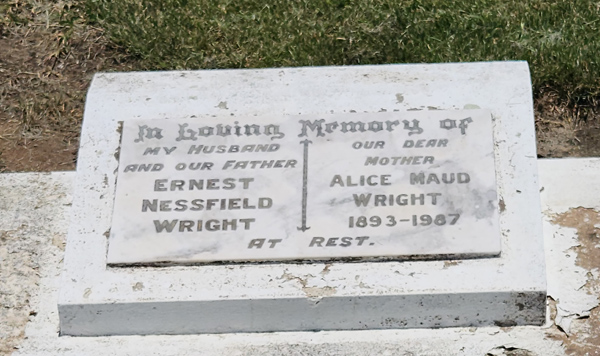 In Loving Memory of
MY HUSBAND
AND OUR FATHER
ERNEST
NESSFIELD
WRIGHT
OUR DEAR
MOTHER
ALICE MAUD
WRIGHT
1893-1987
AT REST.